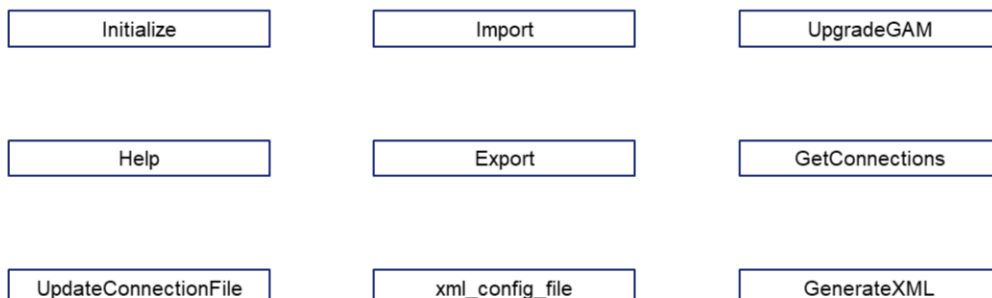 Initialize
Import
UpgradeGAM
Help
Export
GetConnections
UpdateConnectionFile
xml_config_file
GenerateXML